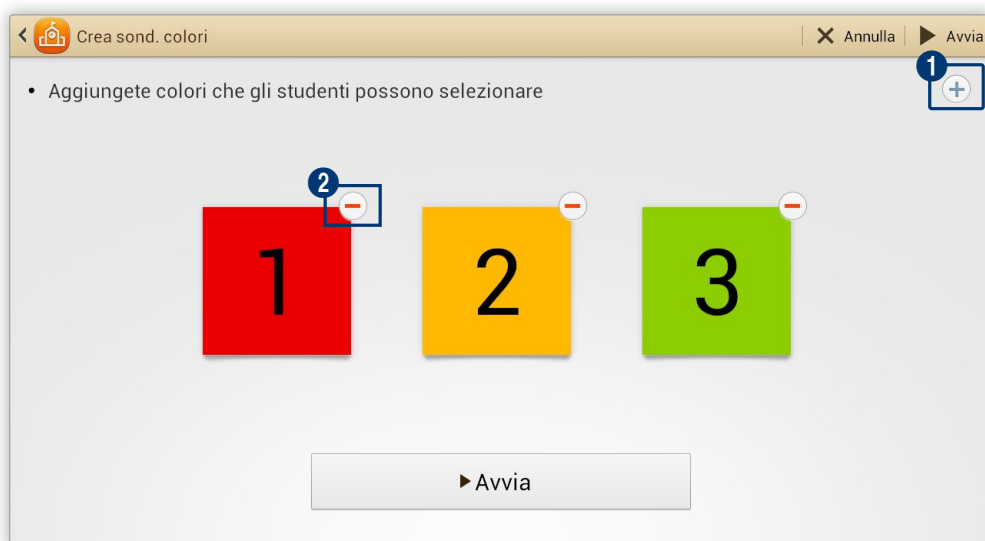 Crea sond. colori
Annulla
Avvia
1
• Aggiungete colori che gli studenti possono selezionare
2
1
2
3
Avvia